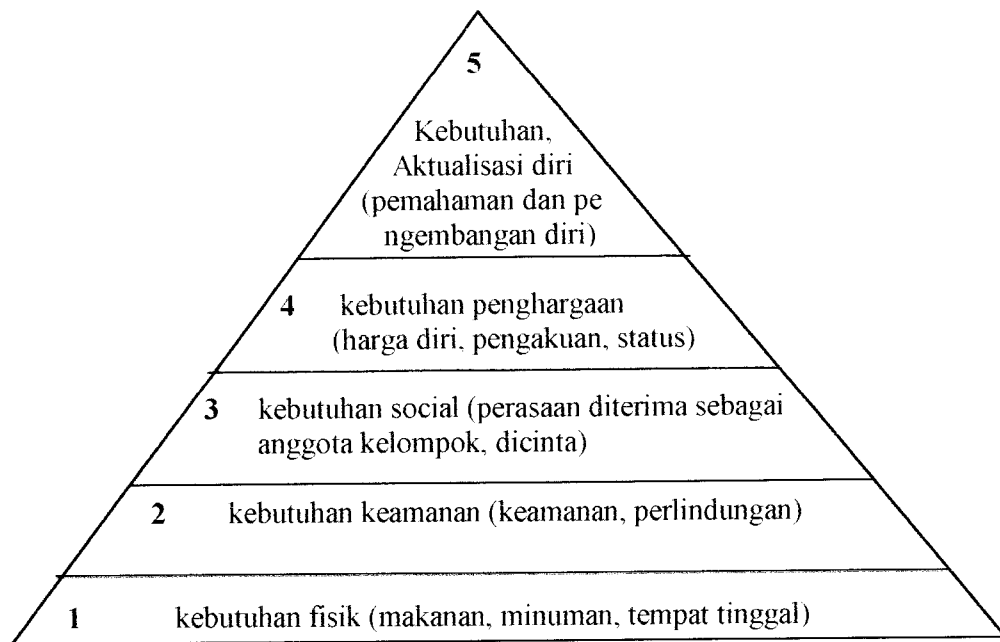 5
Kebutuhan,
Aktualisasi diri
(pemahaman dan pe
ngembangan diri)
4 kebutuhan penghargaan
(harga diri, pengakuan, status)
3 kebutuhan social (perasaan diterima sebagai
anggota kelompok, dicinta)
2 kebutuhan keamanan (keamanan, perlindungan)
1 kebutuhan fisik (makanan, minuman, tempat tinggal)